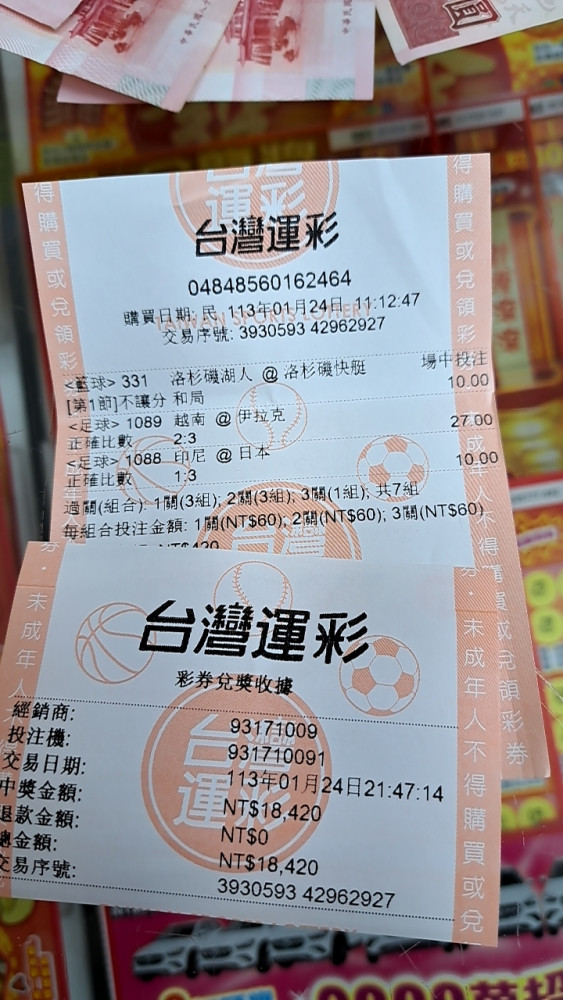 台灣運彩
04848560162464
購買日期: 民 113年01月24日 11:12:47
TAIWAN SPORTS LOTTERY
交易序號: 3930593 42962927
<籃球> 331 洛杉磯湖人 @ 洛杉磯快艇 場中投注
[第1節]不讓分 和局 10.00
<足球> 1089 越南 @ 伊拉克
正確比數 2:3 27.00
<足球> 1088 印尼 @ 日本
正確比數 1:3 10.00
過關(組合): 1關(3組); 2關(3組); 3關(1組); 共7組
每組合投注金額: 1關(NT$60); 2關(NT$60); 3關(NT$60)
NT$420
得購買或兌領彩
得購買或兌領彩
台灣運彩
彩券兌獎收據
經銷商: 93171009
投注機: 931710091
交易日期: 113年01月24日21:47:14
中獎金額: NT$18,420
退款金額: NT$0
總金額: NT$18,420
交易序號: 3930593 42962927
未成年人
未成年人不得購買或兌